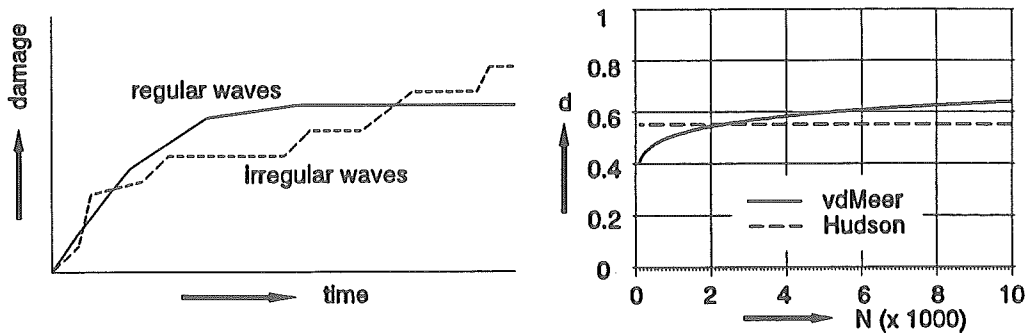 damage
regular waves
Irregular waves
time
d
1
0.8
0.6
0.4
0.2
0
vdMeer
Hudson
0 2 4 6 8 10
N (x 1000)